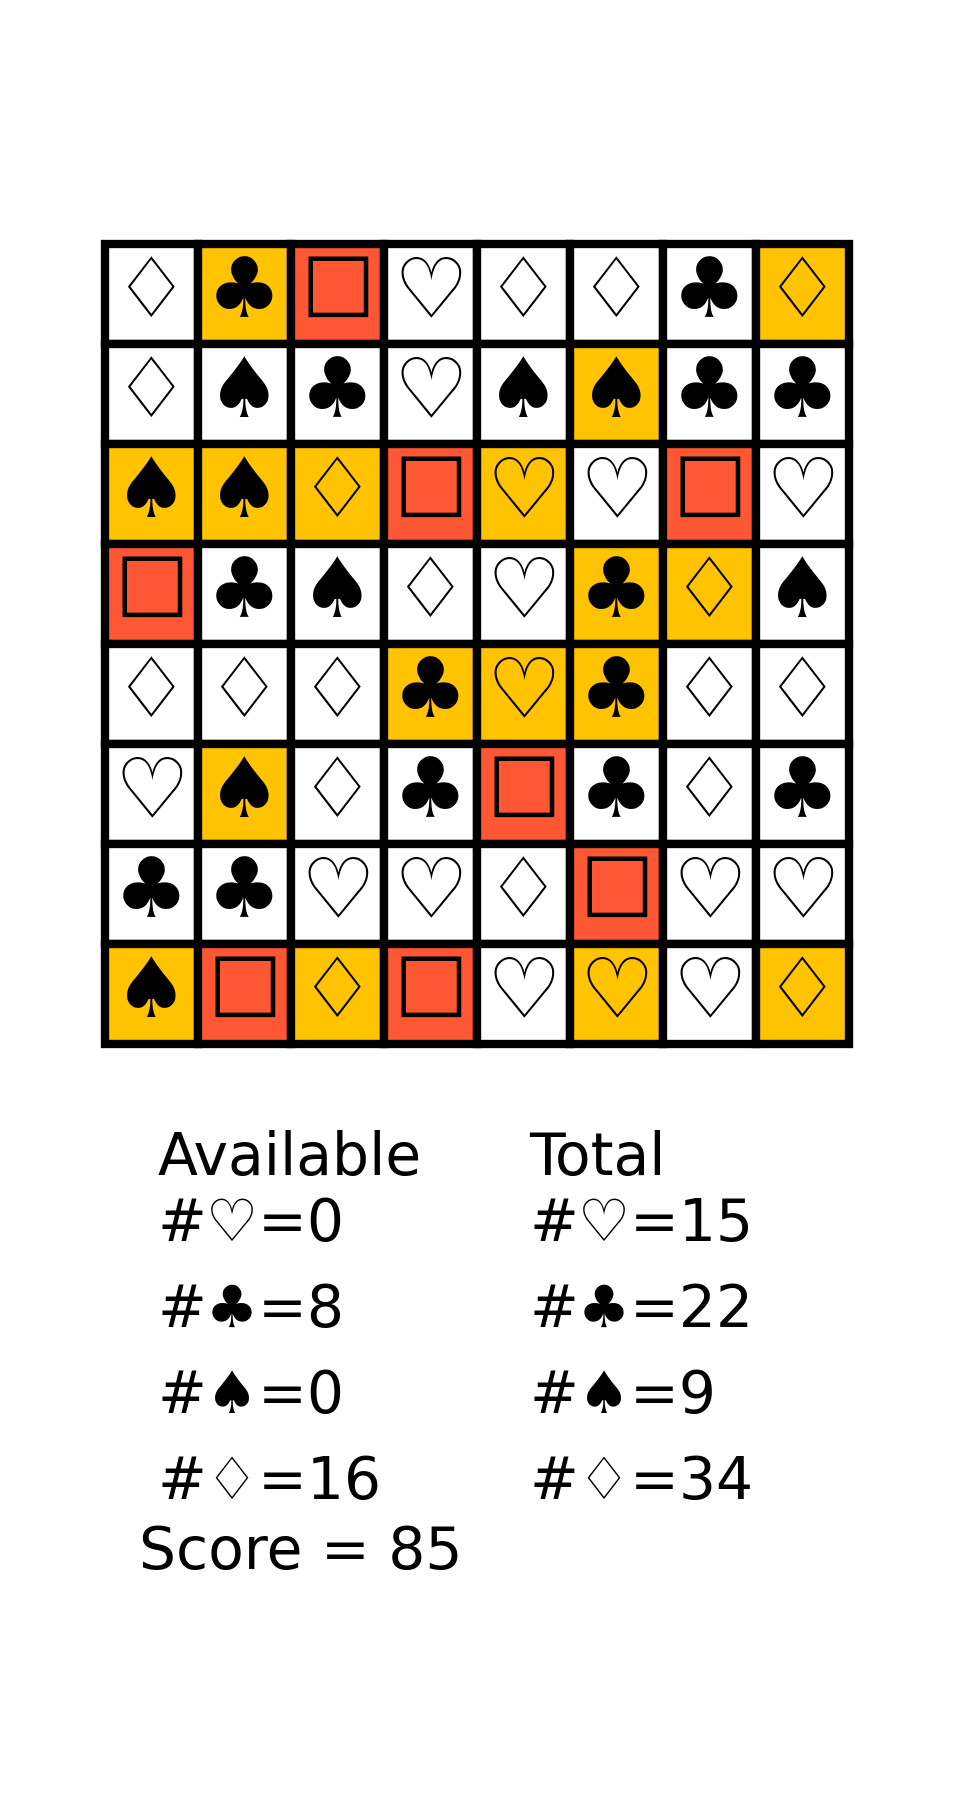 ♢ ♣ □ ♡ ♢ ♢ ♣ ♢
♢ ♠ ♣ ♡ ♠ ♠ ♣ ♣
♠ ♠ ♢ □ ♡ ♡ □ ♡
□ ♣ ♠ ♢ ♡ ♣ ♢ ♠
♢ ♢ ♢ ♣ ♡ ♣ ♢ ♢
♡ ♠ ♢ ♣ □ ♣ ♢ ♣
♣ ♣ ♡ ♡ ♢ □ ♡ ♡
♠ □ ♢ □ ♡ ♡ ♡ ♢
Available Total
#♡=0 #♡=15
#♣=8 #♣=22
#♠=0 #♠=9
#♢=16 #♢=34
Score = 85